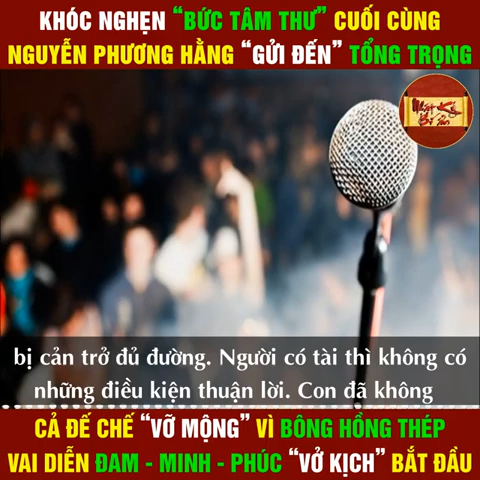 KHÓC NGHẸN “BỨC TÂM THƯ” CUỐI CÙNG
NGUYỄN PHƯƠNG HẰNG “GỬI ĐẾN” TỔNG TRỌNG
bị cản trở đủ đường. Người có tài thì không có
những điều kiện thuận lời. Con đã không
CẢ ĐẾ CHẾ “VỠ MỘNG” VÌ BÔNG HỒNG THÉP
VAI DIỄN ĐAM - MINH - PHÚC “VỞ KỊCH” BẮT ĐẦU